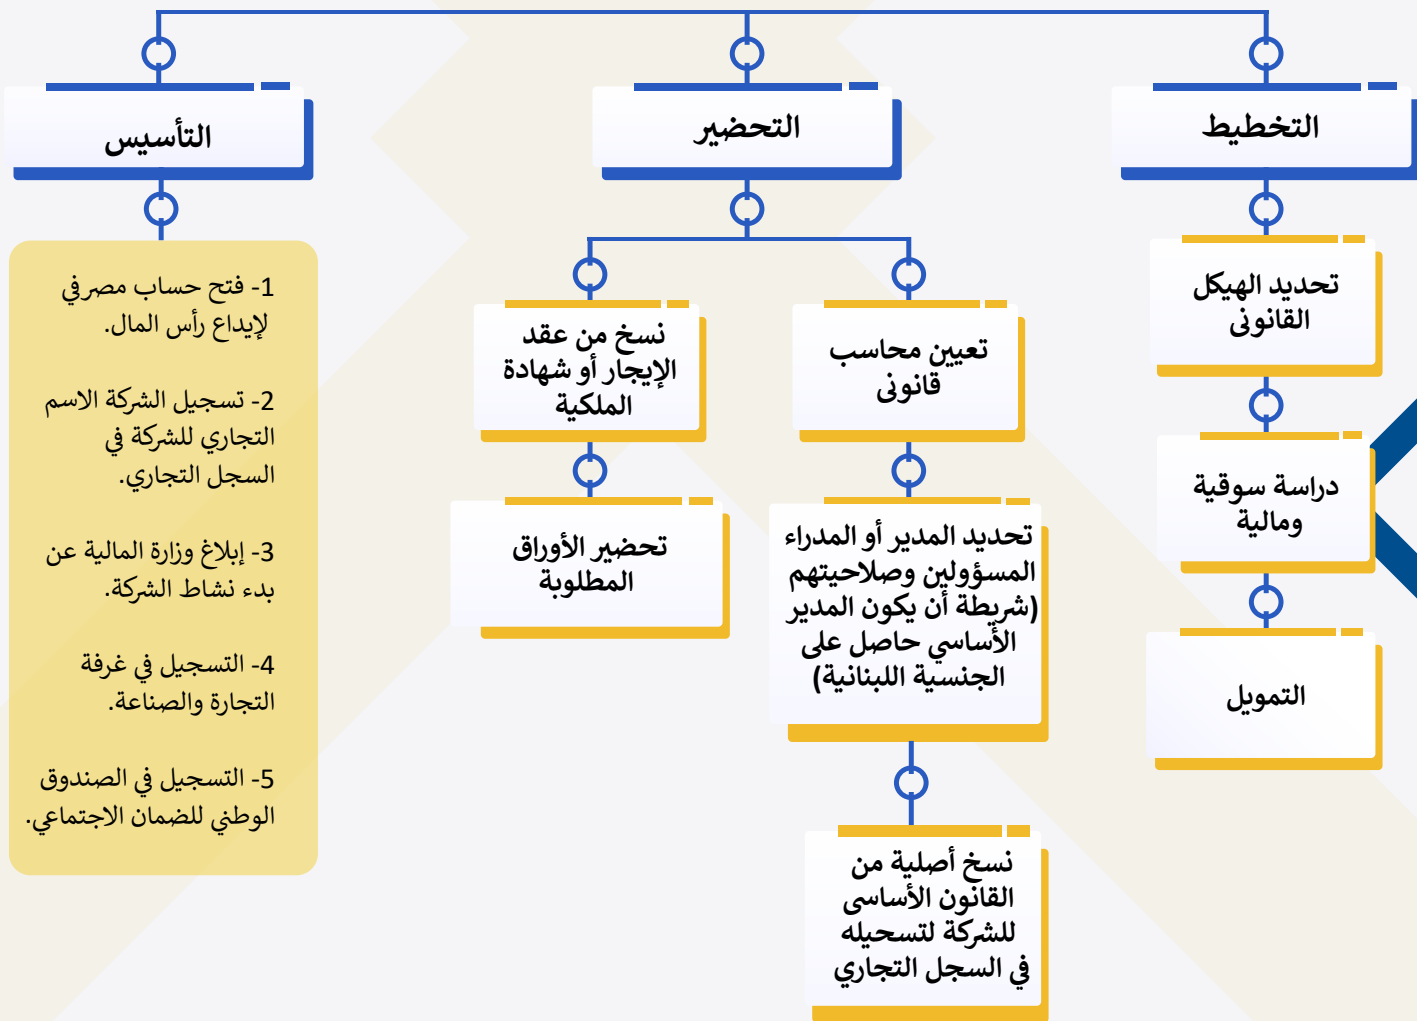 التخطيط
التحضير
التأسيس
تحديد الهيكل
القانونى
دراسة سوقية
ومالية
التمويل
تعيين محاسب
قانونى
تحديد المدير أو المدراء
المسؤولين وصلاحيتهم
(شريطة أن يكون المدير
الأساسي حاصل على
الجنسية اللبنانية)
نسخ أصلية من
القانون الأساسى
للشركة لتسحيله
في السجل التجاري
نسخ من عقد
الإيجار أو شهادة
الملكية
تحضير الأوراق
المطلوبة
1- فتح حساب مصرفي
لإيداع رأس المال.
2- تسجيل الشركة الاسم
التجاري للشركة في
السجل التجاري.
3- إبلاغ وزارة المالية عن
بدء نشاط الشركة.
4- التسجيل في غرفة
التجارة والصناعة.
5- التسجيل في الصندوق
الوطني للضمان الاجتماعي.